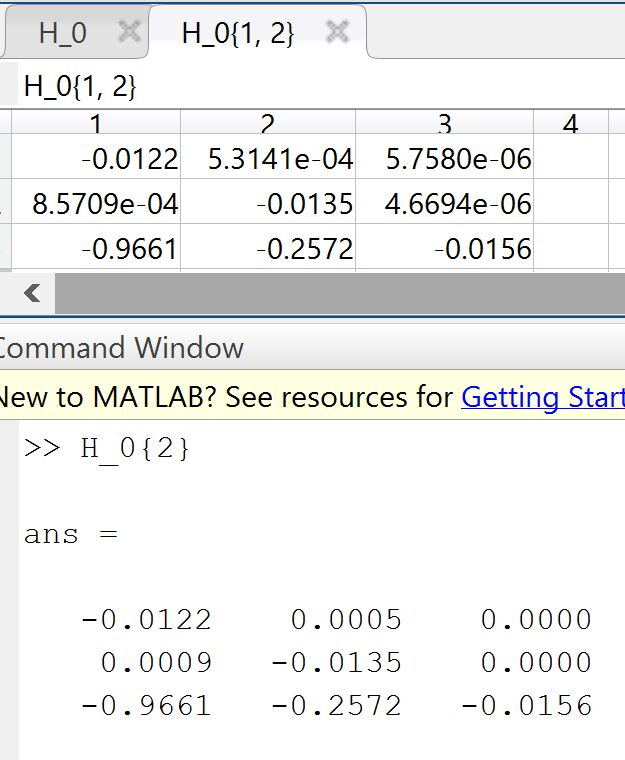 H_0 H_0{1, 2}
H_0{1, 2}
1 2 3 4
-0.0122 5.3141e-04 5.7580e-06
8.5709e-04 -0.0135 4.6694e-06
-0.9661 -0.2572 -0.0156
Command Window
New to MATLAB? See resources for Getting Start
>> H_0{2}
ans =
-0.0122 0.0005 0.0000
0.0009 -0.0135 0.0000
-0.9661 -0.2572 -0.0156